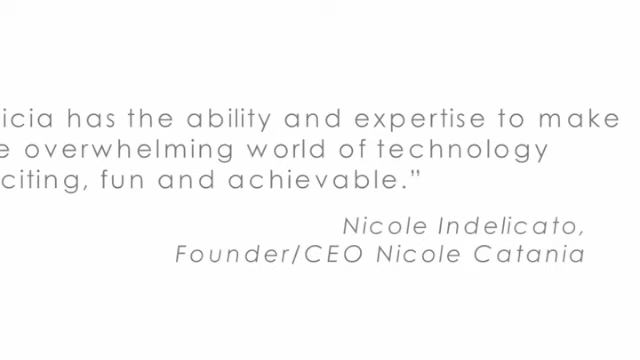 icia has the ability and expertise to make
e overwhelming world of technology
citing, fun and achievable.”
Nicole Indelicato,
Founder/CEO Nicole Catania